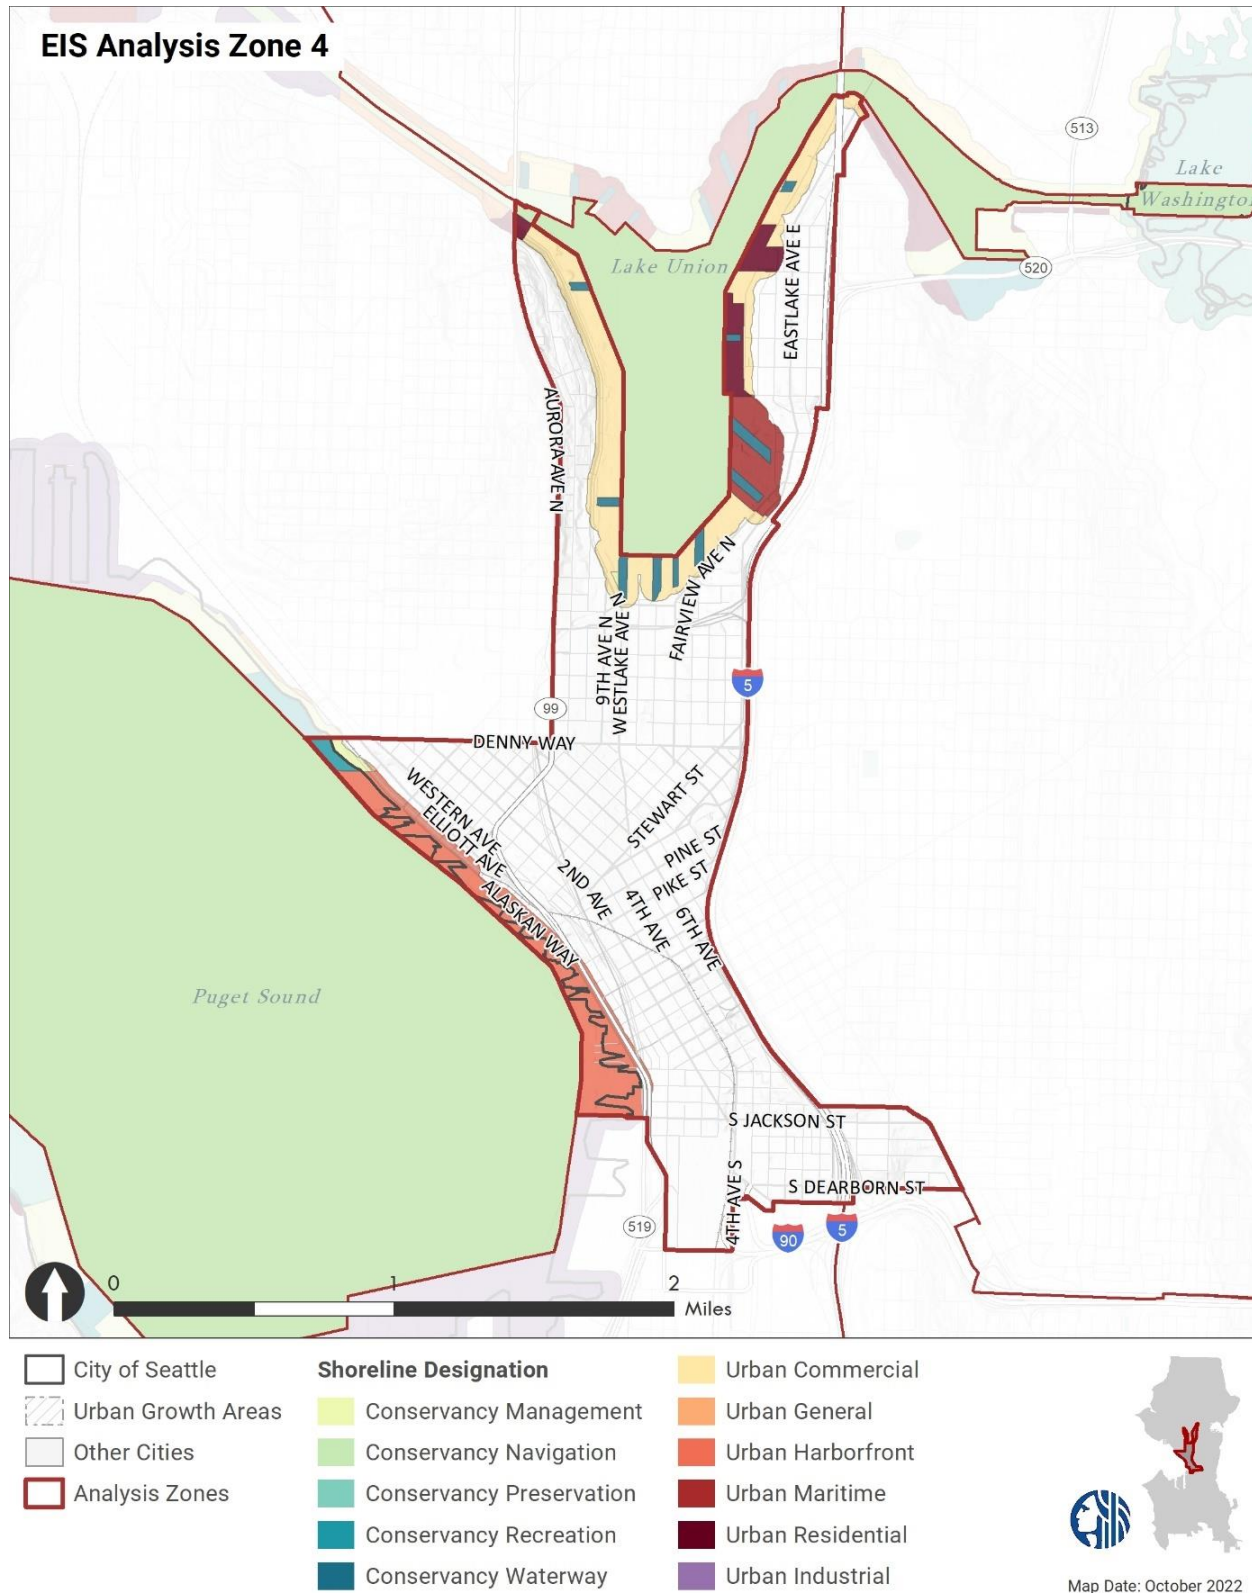 EIS Analysis Zone 4
513
Lake
Washington
Lake Union
520
EASTLAKE AVE E
AURORA AVE N
FAIRVIEW AVE N
9TH AVE N
WESTLAKE AVE N
5
99
DENNY WAY
WESTERN AVE
ELLIOTT AVE
STEWART ST
PINE ST
PIKE ST
2ND AVE
4TH AVE
6TH AVE
ALASKAN WAY
Puget Sound
S JACKSON ST
S DEARBORN ST
4TH AVE S
519
90
5
0 1 2
Miles
City of Seattle
Urban Growth Areas
Other Cities
Analysis Zones
Shoreline Designation
Conservancy Management
Conservancy Navigation
Conservancy Preservation
Conservancy Recreation
Conservancy Waterway
Urban Commercial
Urban General
Urban Harborfront
Urban Maritime
Urban Residential
Urban Industrial
Map Date: October 2022